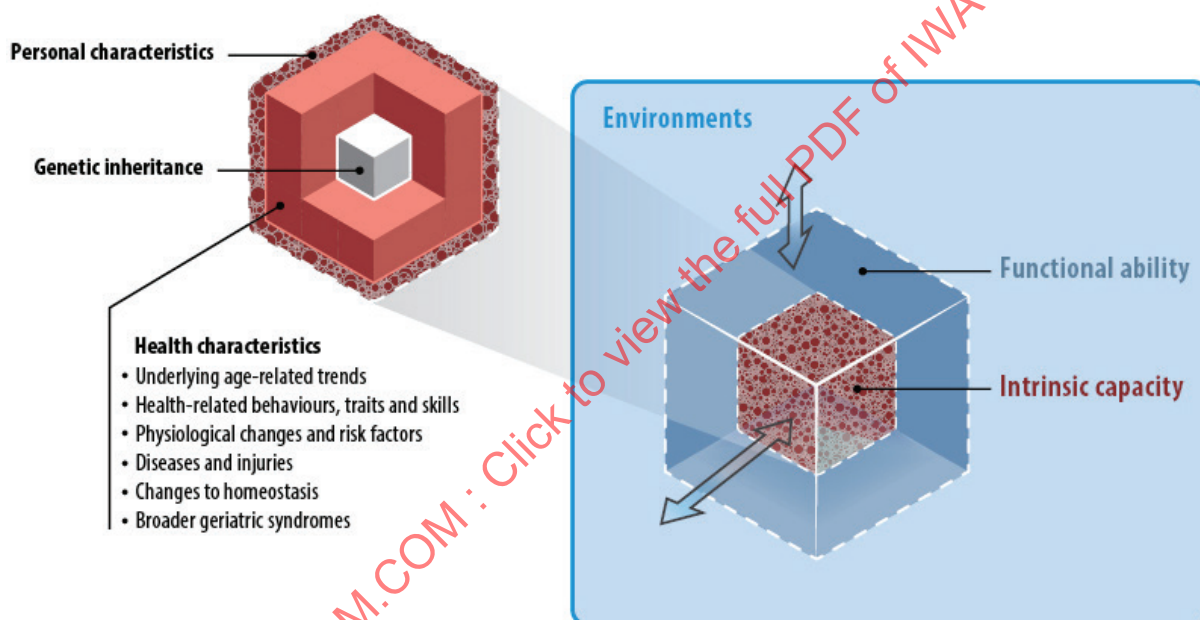 Personal characteristics
Genetic inheritance
Health characteristics
• Underlying age-related trends
• Health-related behaviours, traits and skills
• Physiological changes and risk factors
• Diseases and injuries
• Changes to homeostasis
• Broader geriatric syndromes
Environments
Functional ability
Intrinsic capacity
M.COM : Click to view the full PDF of IWA